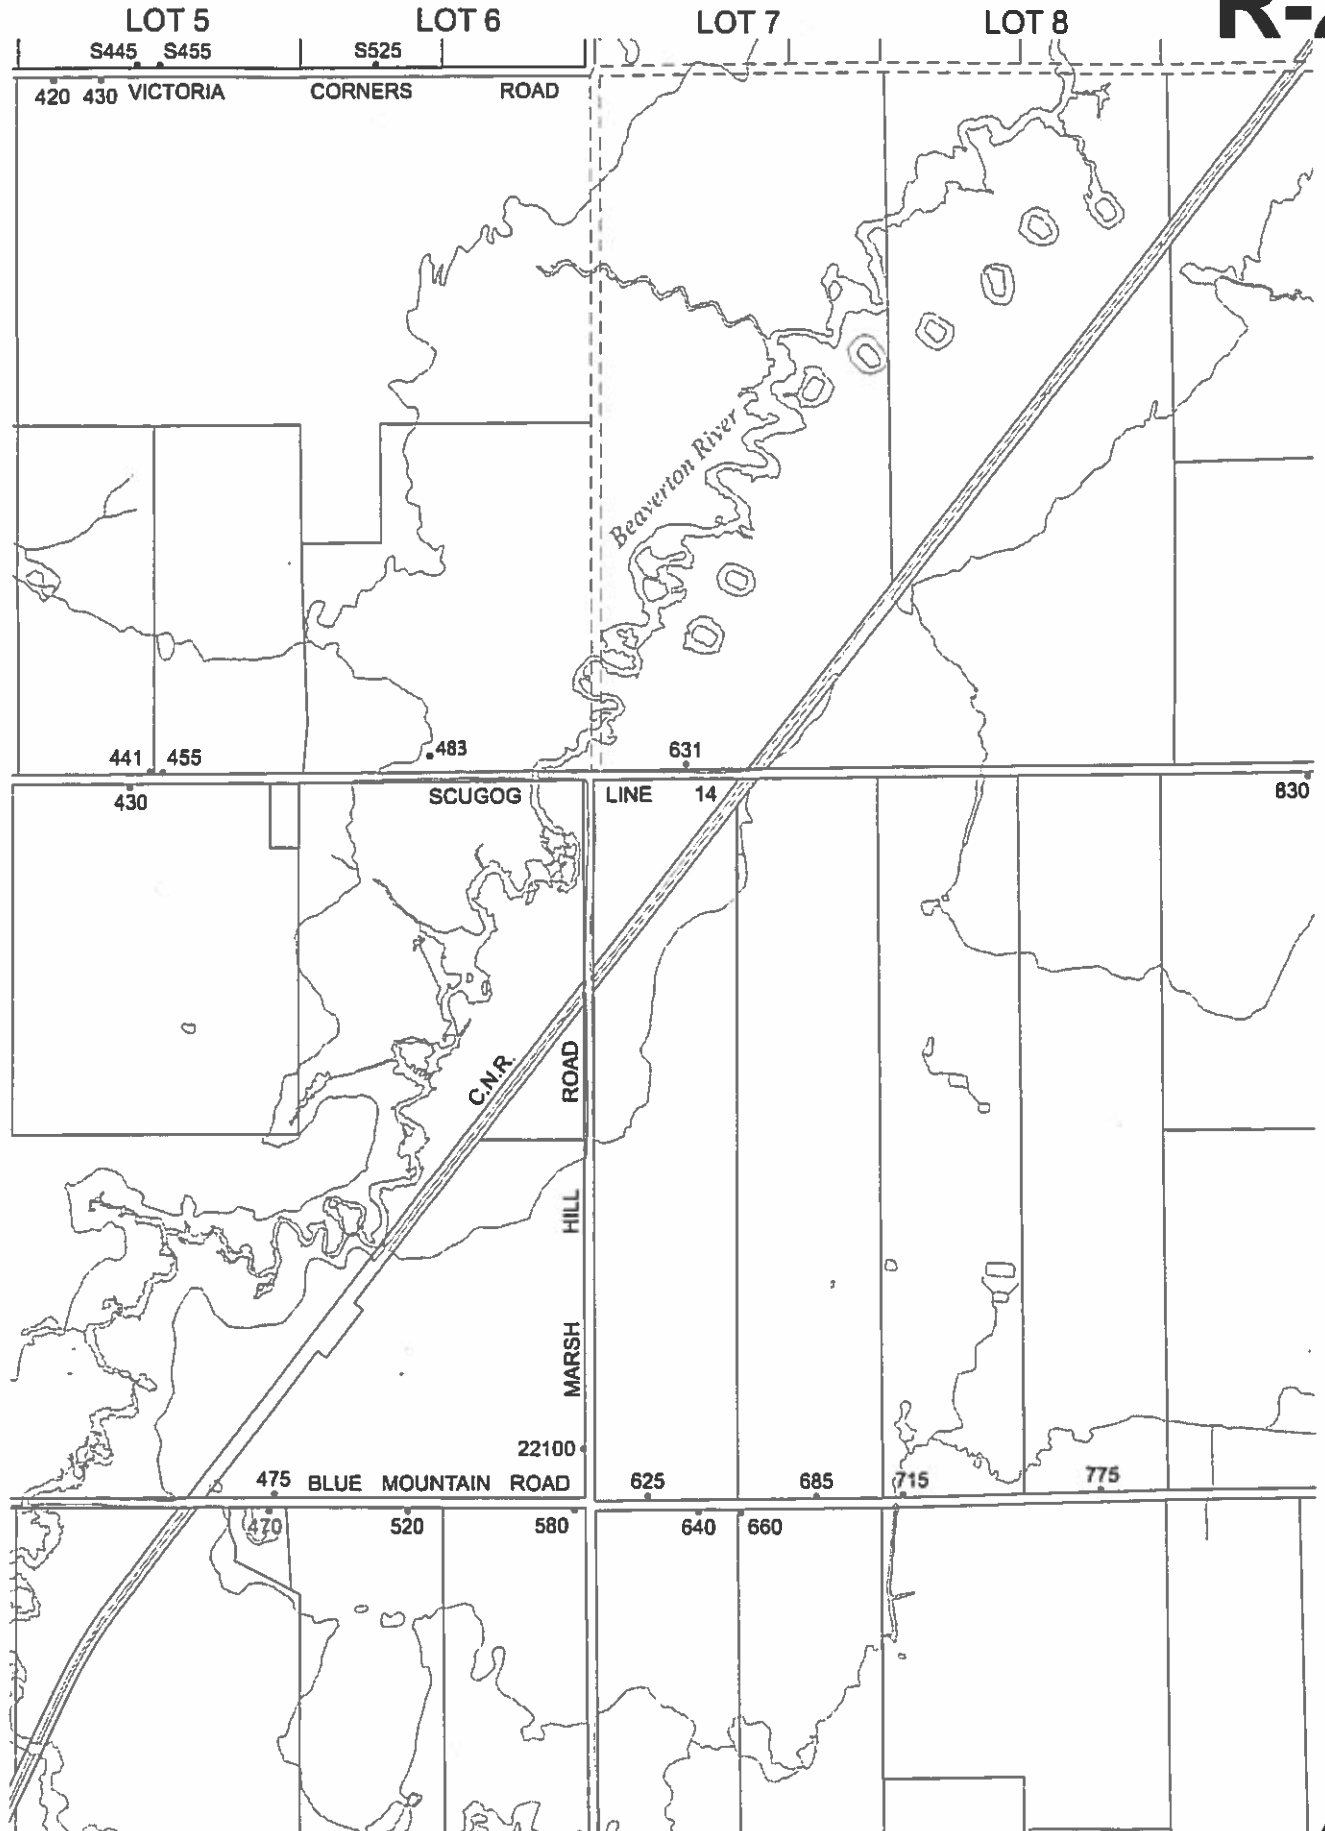 LOT 5 LOT 6 LOT 7 LOT 8
S445 S455 S525
420 430 VICTORIA CORNERS ROAD
Beaverton River
441 455 483 631
430 SCUGOG LINE 14 830
C.N.R.
MARSH HILL ROAD
22100
475 BLUE MOUNTAIN ROAD 625 685 715 775
470 520 580 640 660